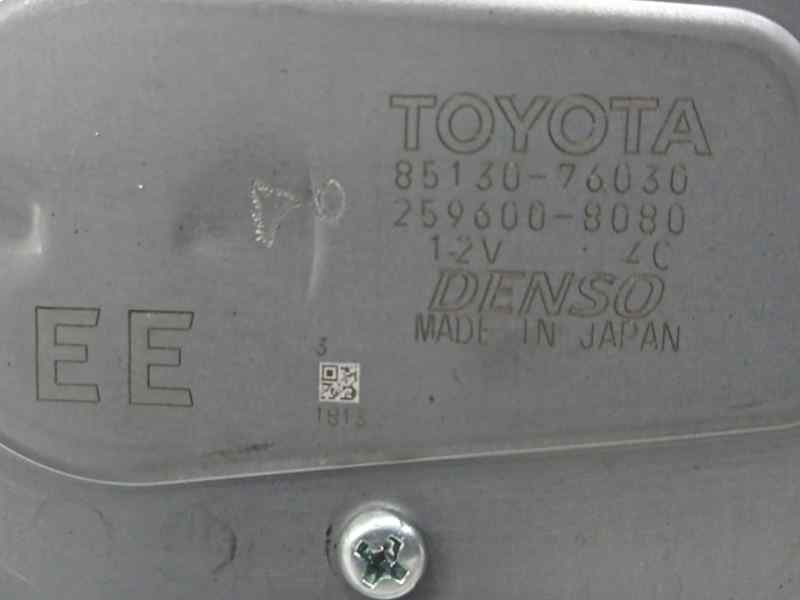 TOYOTA
85130-76030
259600-8080
12V 4C
DENSO
MADE IN JAPAN
EE
3
1813